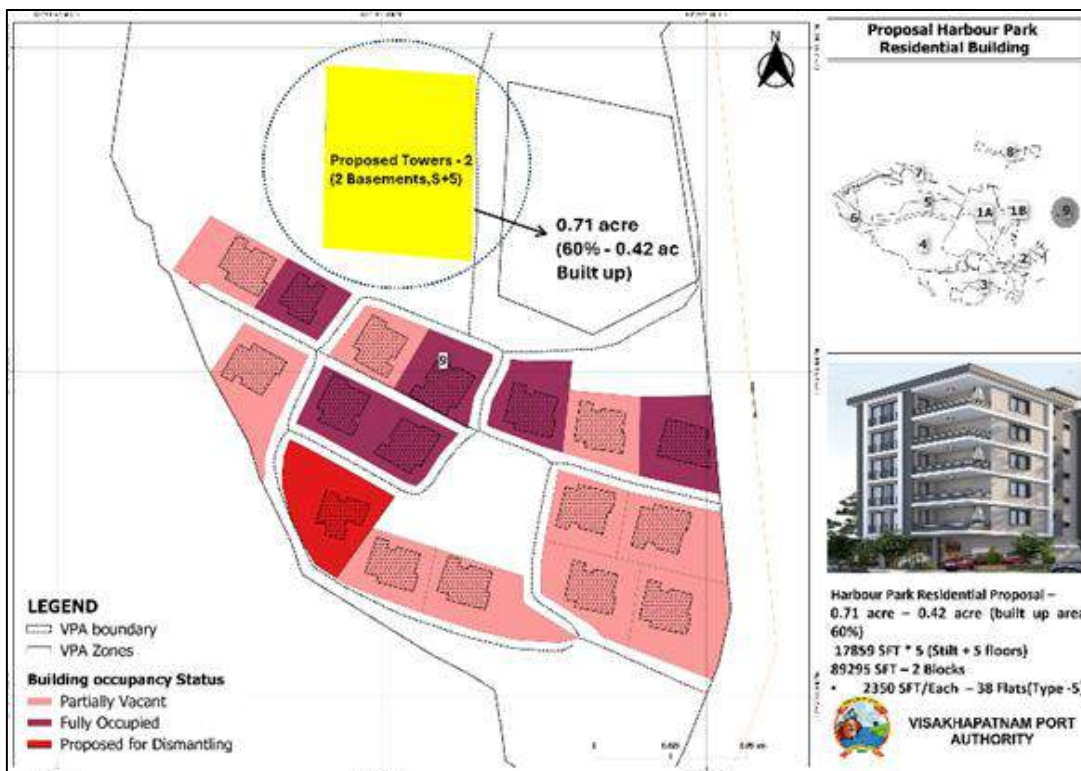 Proposal Harbour Park
Residential Building
N
Proposed Towers - 2
(2 Basements,S+5)
0.71 acre
(60% - 0.42 ac
Built up)
9
8
7
5
6
1A
1B
9
4
2
3
LEGEND
VPA boundary
VPA Zones
Building occupancy Status
Partially Vacant
Fully Occupied
Proposed for Dismantling
0
Harbour Park Residential Proposal –
0.71 acre – 0.42 acre (built up area
60%)
17859 SFT * 5 (Stilt + 5 floors)
89295 SFT – 2 Blocks
• 2350 SFT/Each – 38 Flats(Type -5)
VISAKHAPATNAM PORT
AUTHORITY